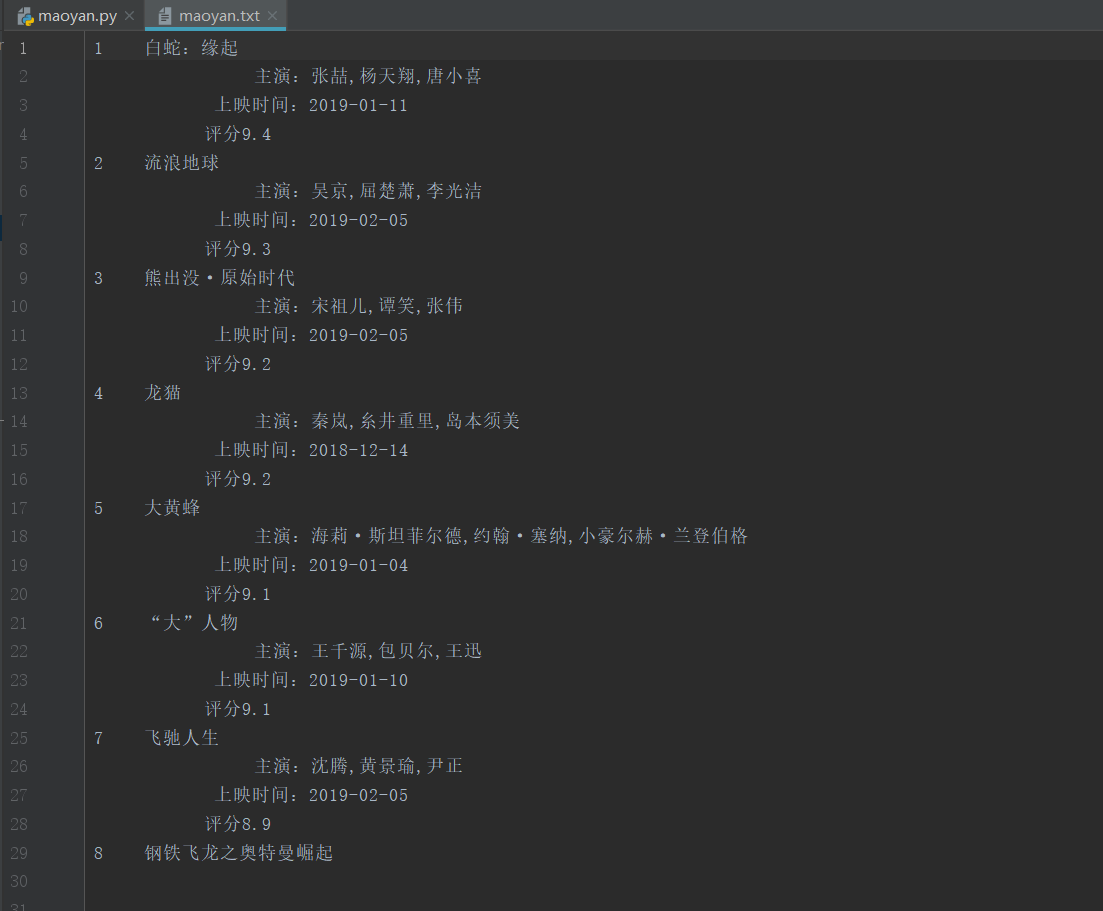 maoyan.py maoyan.txt
1 1 白蛇：缘起
2 主演：张喆,杨天翔,唐小喜
3 上映时间：2019-01-11
4 评分9.4
5 2 流浪地球
6 主演：吴京,屈楚萧,李光洁
7 上映时间：2019-02-05
8 评分9.3
9 3 熊出没·原始时代
10 主演：宋祖儿,谭笑,张伟
11 上映时间：2019-02-05
12 评分9.2
13 4 龙猫
14 主演：秦岚,糸井重里,岛本须美
15 上映时间：2018-12-14
16 评分9.2
17 5 大黄蜂
18 主演：海莉·斯坦菲尔德,约翰·塞纳,小豪尔赫·兰登伯格
19 上映时间：2019-01-04
20 评分9.1
21 6 “大”人物
22 主演：王千源,包贝尔,王迅
23 上映时间：2019-01-10
24 评分9.1
25 7 飞驰人生
26 主演：沈腾,黄景瑜,尹正
27 上映时间：2019-02-05
28 评分8.9
29 8 钢铁飞龙之奥特曼崛起
30
31